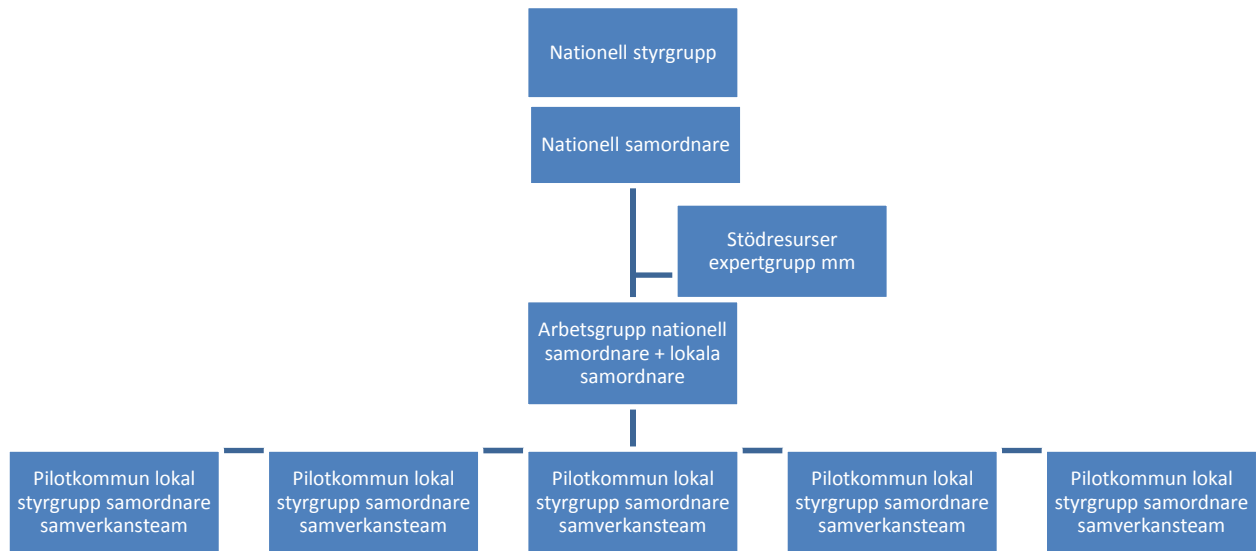 Nationell styrgrupp
Nationell samordnare
Stödresurser
expertgrupp mm
Arbetsgrupp nationell
samordnare + lokala
samordnare
Pilotkommun lokal
styrgrupp samordnare
samverkansteam
Pilotkommun lokal
styrgrupp samordnare
samverkansteam
Pilotkommun lokal
styrgrupp samordnare
samverkansteam
Pilotkommun lokal
styrgrupp samordnare
samverkansteam
Pilotkommun lokal
styrgrupp samordnare
samverkansteam